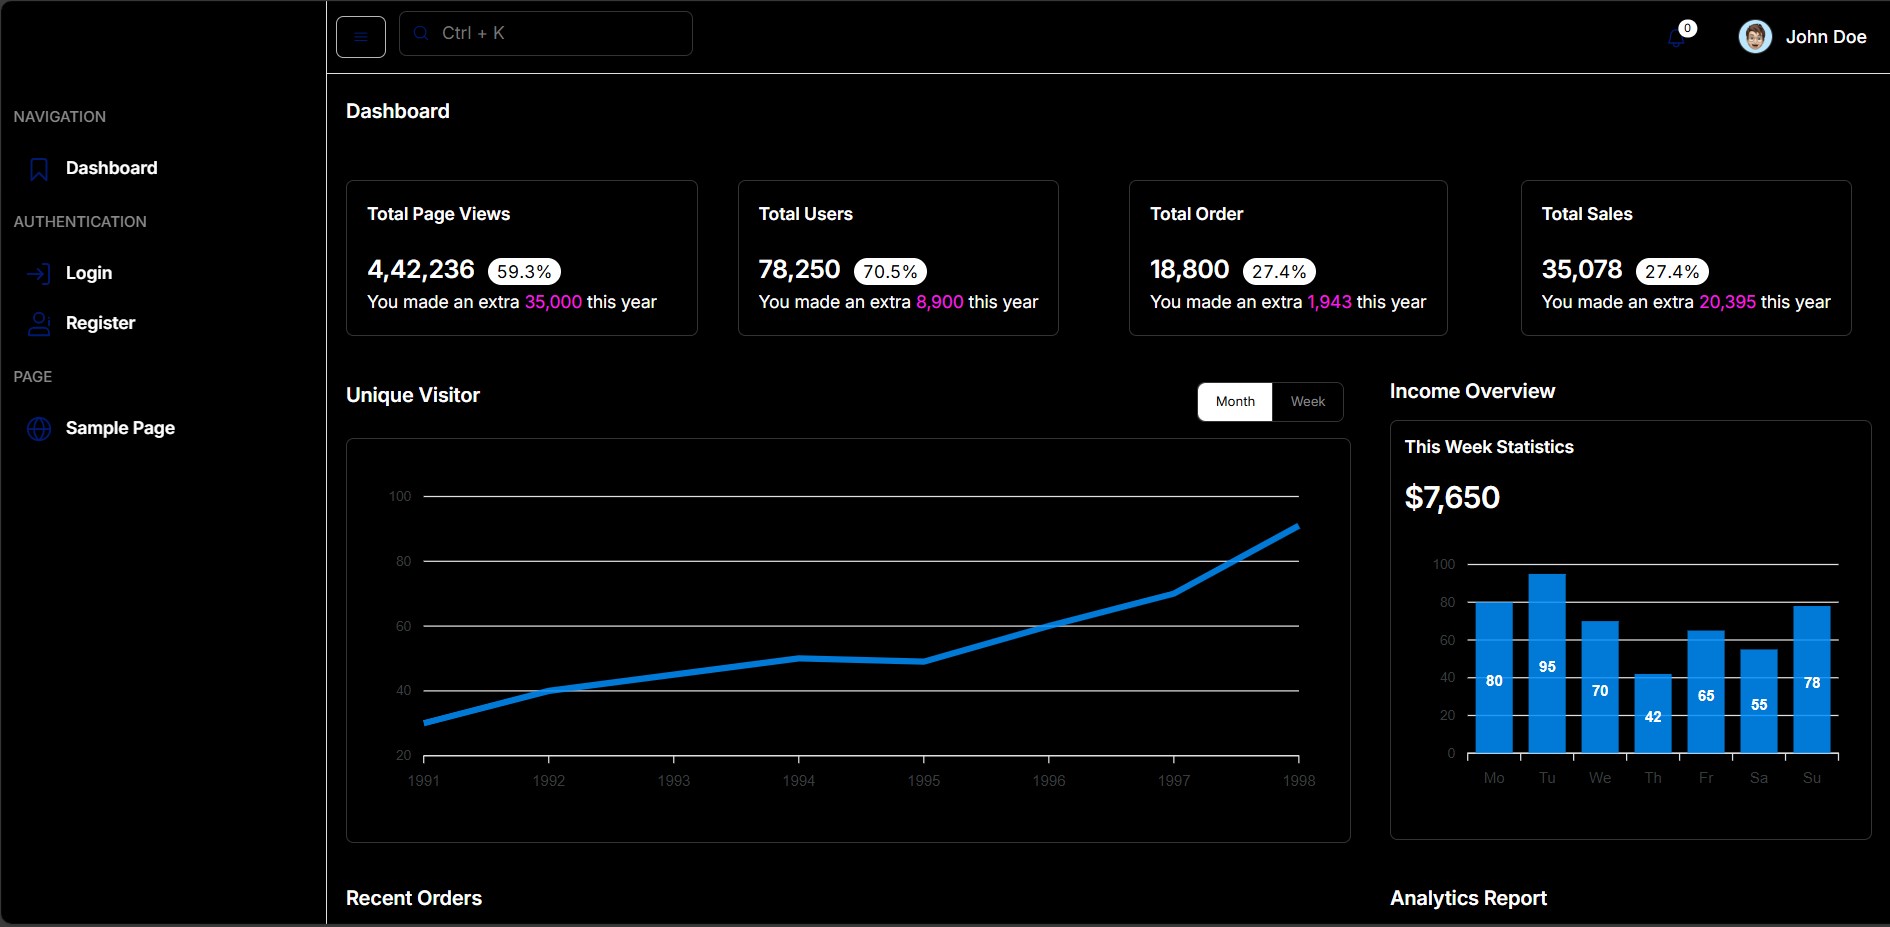 Ctrl + K
0
John Doe
NAVIGATION
Dashboard
AUTHENTICATION
Login
Register
PAGE
Sample Page
Dashboard
Total Page Views
4,42,236 59.3%
You made an extra 35,000 this year
Total Users
78,250 70.5%
You made an extra 8,900 this year
Total Order
18,800 27.4%
You made an extra 1,943 this year
Total Sales
35,078 27.4%
You made an extra 20,395 this year
Unique Visitor
Month Week
100
80
60
40
20
1991 1992 1993 1994 1995 1996 1997 1998
Income Overview
This Week Statistics
$7,650
100
80
60
40
20
0
80 95 70 42 65 55 78
Mo Tu We Th Fr Sa Su
Recent Orders
Analytics Report